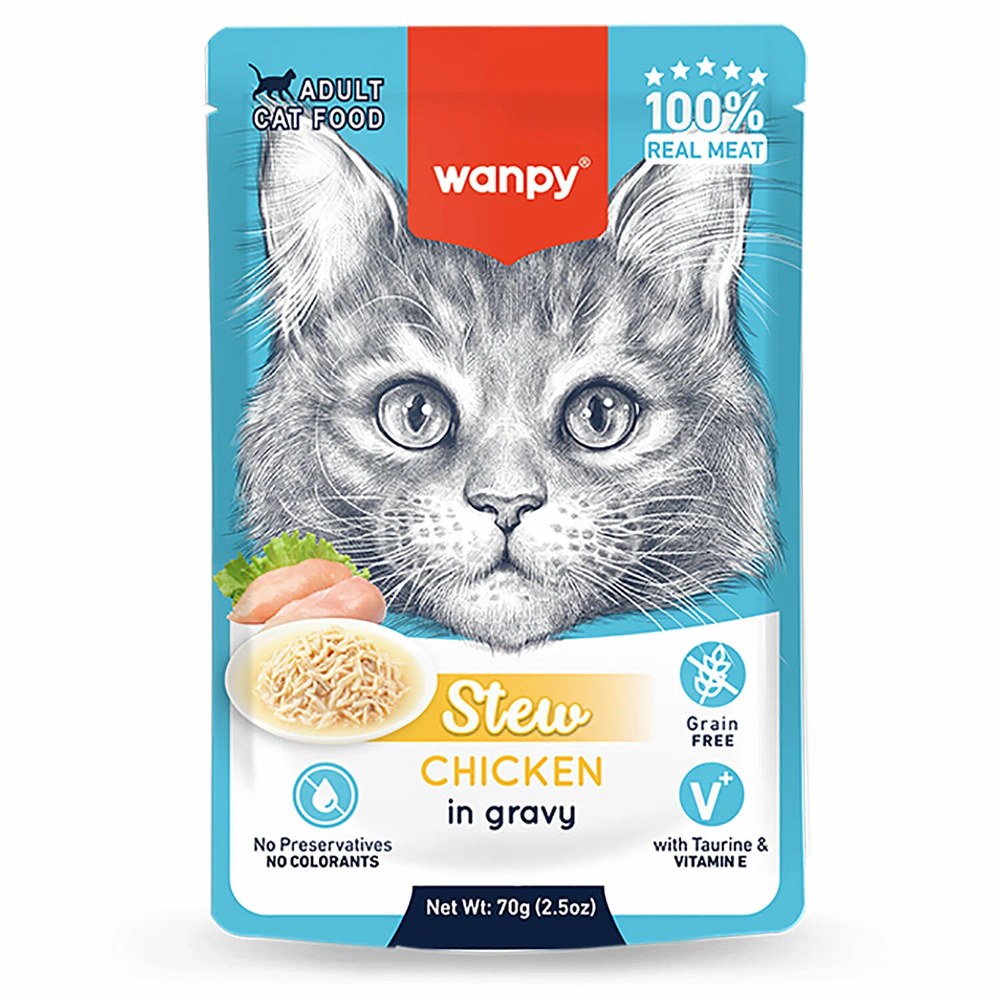 ADULT
CAT FOOD
wanpy®
100%
REAL MEAT
Stew
CHICKEN
in gravy
Grain
FREE
No Preservatives
NO COLORANTS
V+
with Taurine &
VITAMIN E
Net Wt: 70g (2.5oz)